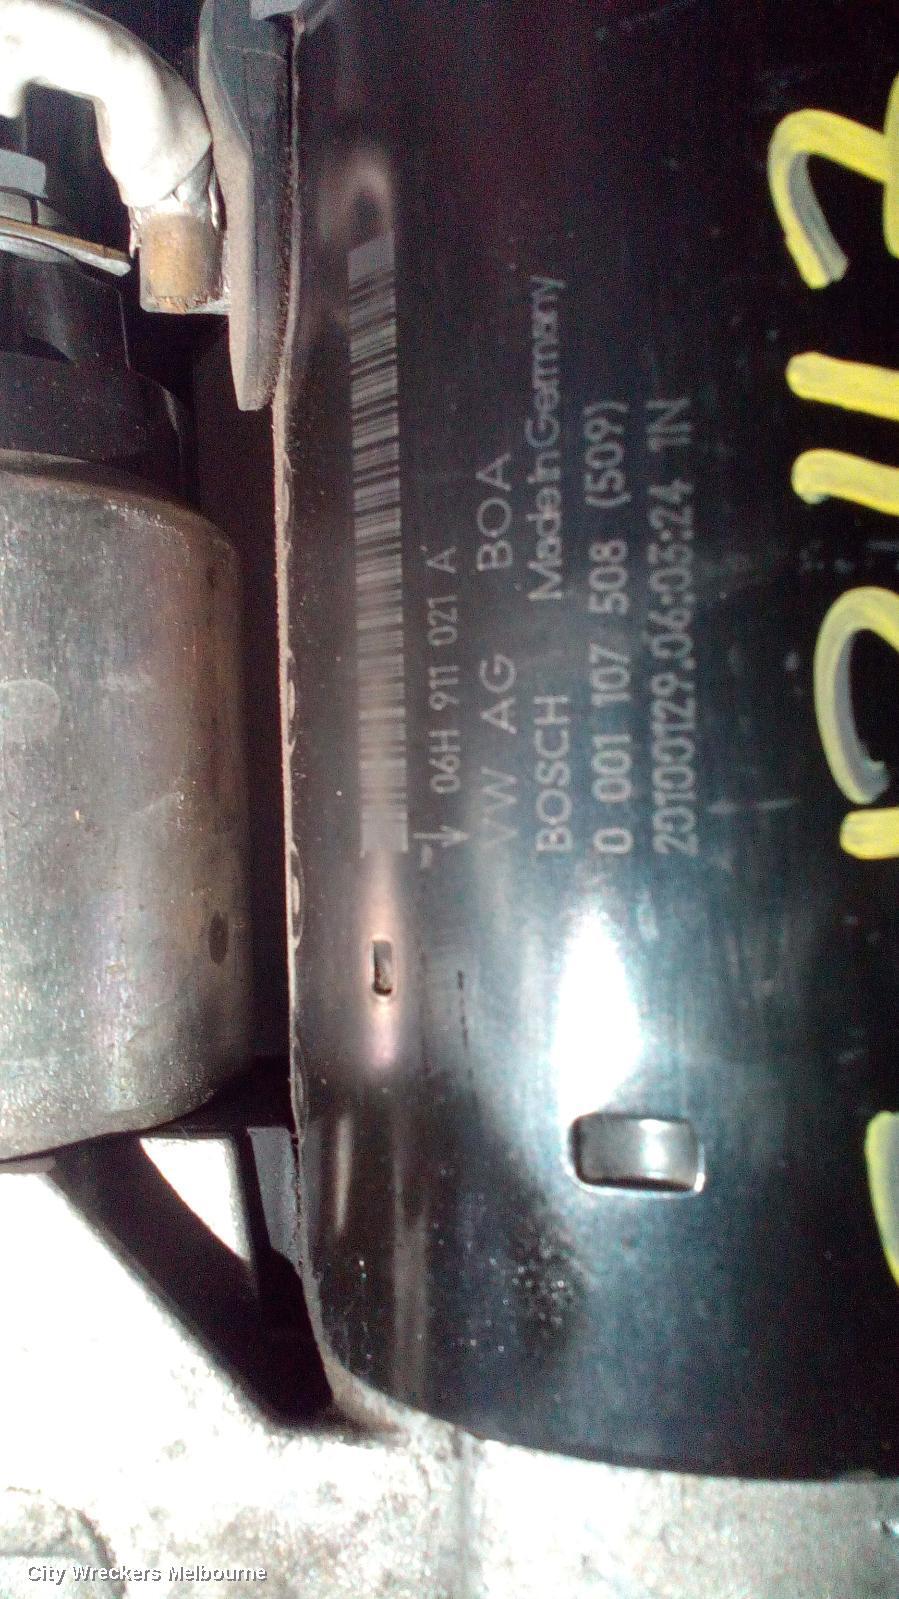 06H 911 021 A
VW AG BOA
BOSCH Made in Germany
0 001 107 508 (509)
20100129.06:03:24 1N
City Wreckers Melbourne